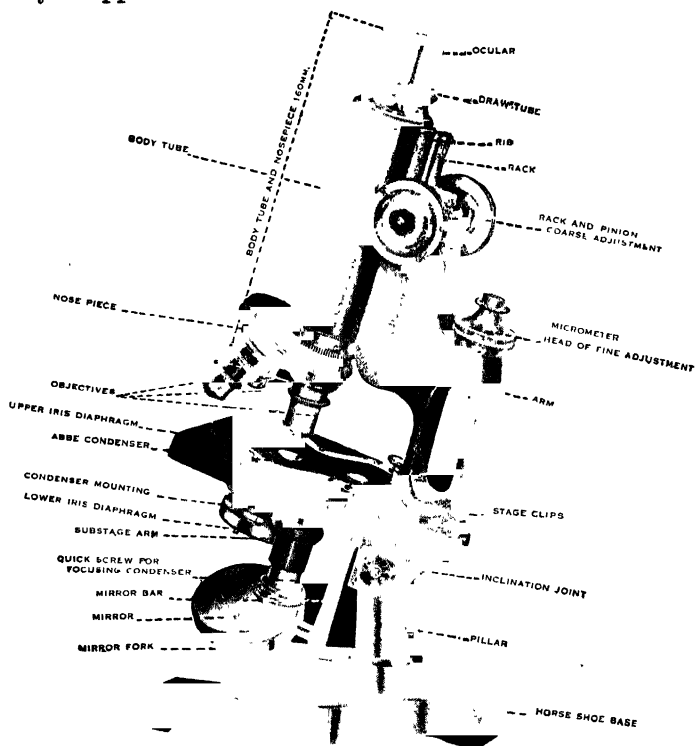 OCULAR
DRAW TUBE
RIB
RACK
BODY TUBE
BODY TUBE AND NOSEPIECE 160MM.
RACK AND PINION
COARSE ADJUSTMENT
NOSE PIECE
MICROMETER
HEAD OF FINE ADJUSTMENT
OBJECTIVES
ARM
UPPER IRIS DIAPHRAGM
ABBE CONDENSER
CONDENSER MOUNTING
LOWER IRIS DIAPHRAGM
SUBSTAGE ARM
STAGE CLIPS
QUICK SCREW FOR
FOCUSING CONDENSER
INCLINATION JOINT
MIRROR BAR
MIRROR
PILLAR
MIRROR FORK
HORSE SHOE BASE